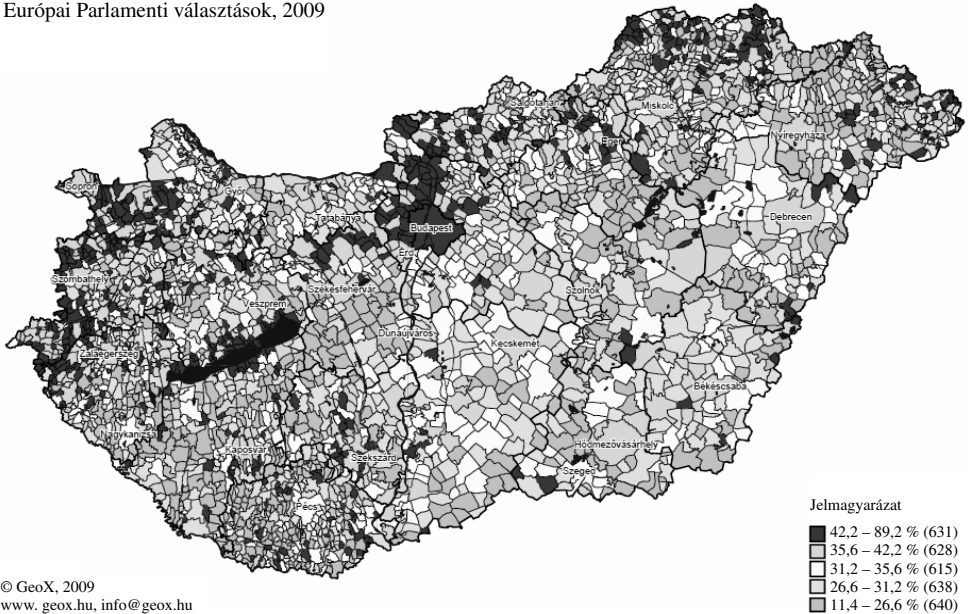 Európai Parlamenti választások, 2009
Salgótarján
Miskolc
Eger
Nyíregyháza
Sopron
Győr
Tatabánya
Budapest
Debrecen
Érd
Szombathely
Székesfehérvár
Szolnok
Veszprém
Dunaújváros
Kecskemét
Zalaegerszeg
Békéscsaba
Nagykanizsa
Kaposvár
Szekszárd
Hódmezővásárhely
Szeged
Pécs
Jelmagyarázat
42,2 – 89,2 % (631)
35,6 – 42,2 % (628)
31,2 – 35,6 % (615)
26,6 – 31,2 % (638)
11,4 – 26,6 % (640)
© GeoX, 2009
www. geox.hu, info@geox.hu